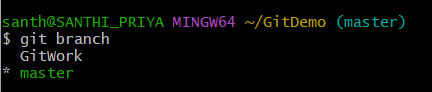 santh@SANTHI_PRIYA MINGW64 ~/GitDemo (master)
$ git branch
  GitWork
* master